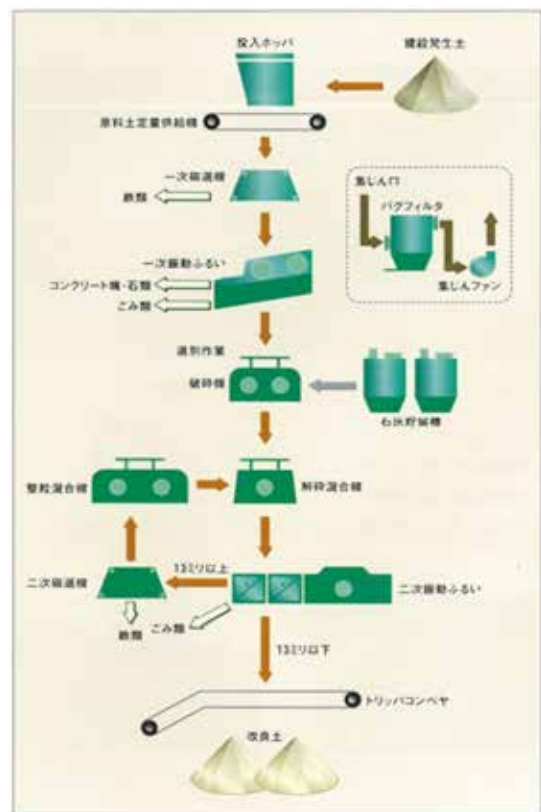 投入ホッパ
建設発生土
原料土定量供給機
一次磁選機
鉄類
集じん口
バグフィルタ
一次振動ふるい
コンクリート塊・石類
ごみ類
集じんファン
選別作業
破砕機
石灰貯留槽
整粒混合機
解砕混合機
13ミリ以上
二次磁選機
二次振動ふるい
ごみ類
鉄類
13ミリ以下
トリッパコンベヤ
改良土